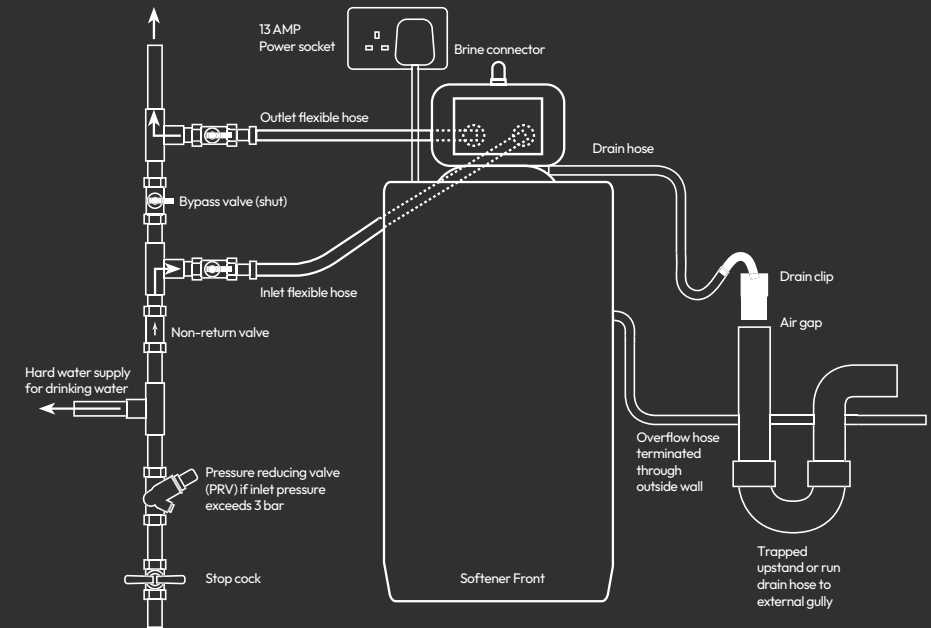 13 AMP
Power socket
Brine connector
Outlet flexible hose
Drain hose
Bypass valve (shut)
Drain clip
Inlet flexible hose
Air gap
Non-return valve
Hard water supply
for drinking water
Overflow hose
terminated
through
outside wall
Pressure reducing valve
(PRV) if inlet pressure
exceeds 3 bar
Trapped
upstand or run
drain hose to
external gully
Stop cock
Softener Front